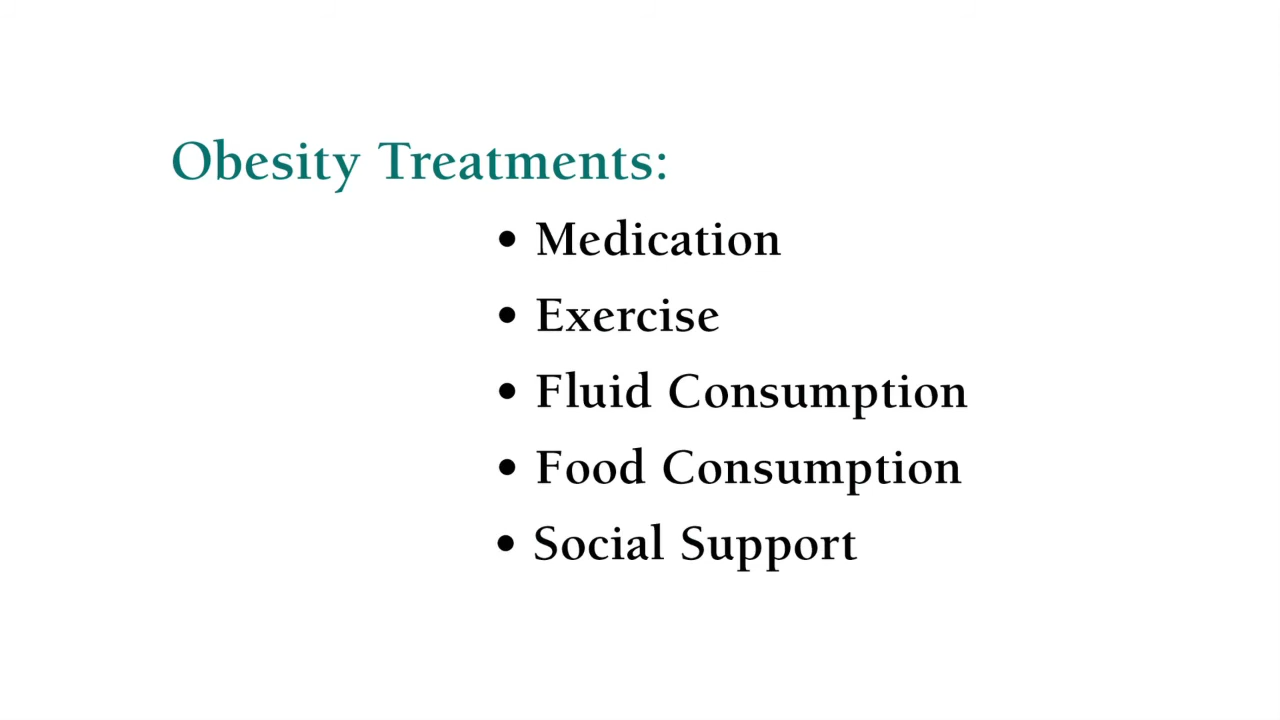 Obesity Treatments:
• Medication
• Exercise
• Fluid Consumption
• Food Consumption
• Social Support